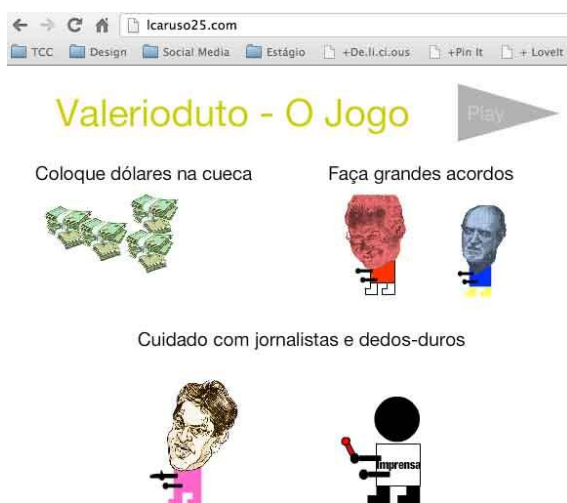 lcaruso25.com
TCC Design Social Media Estágio +De.li.ci.ous +Pin It + LoveIt
Valerioduto - O Jogo
Play
Coloque dólares na cueca
Faça grandes acordos
Cuidado com jornalistas e dedos-duros
Imprensa